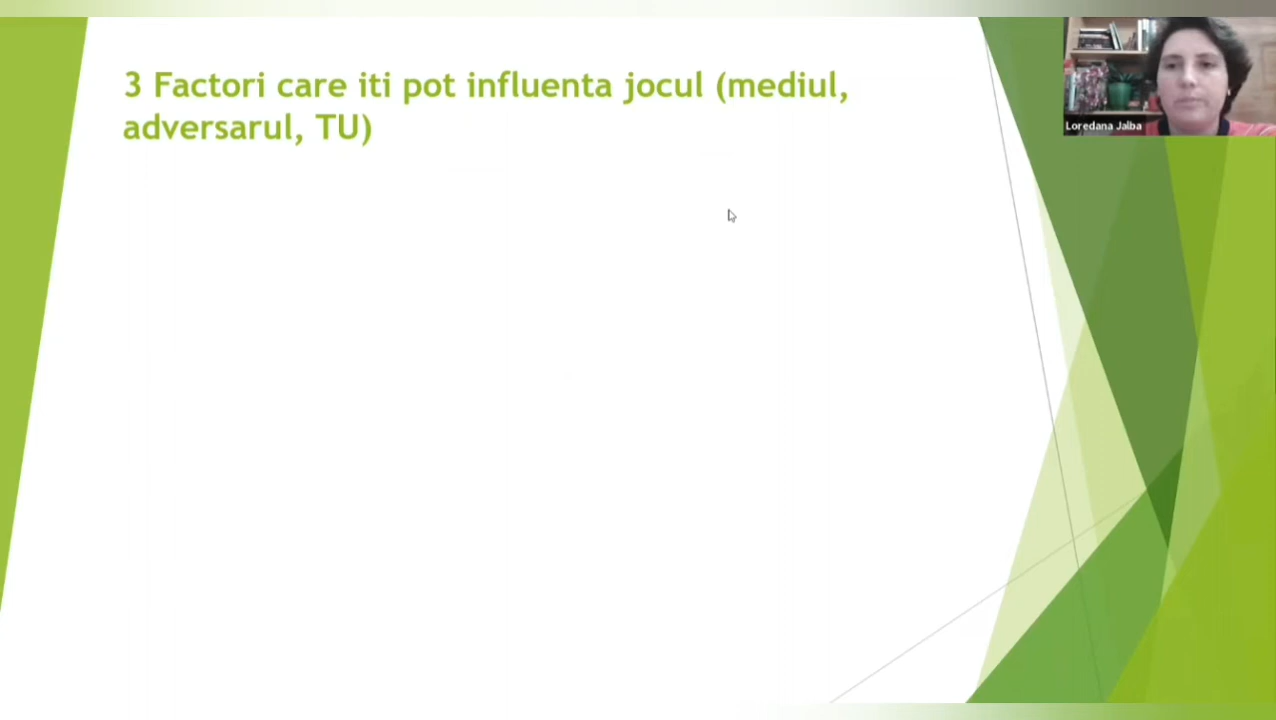 3 Factori care iti pot influenta jocul (mediul,
adversarul, TU)
Loredana Jalba